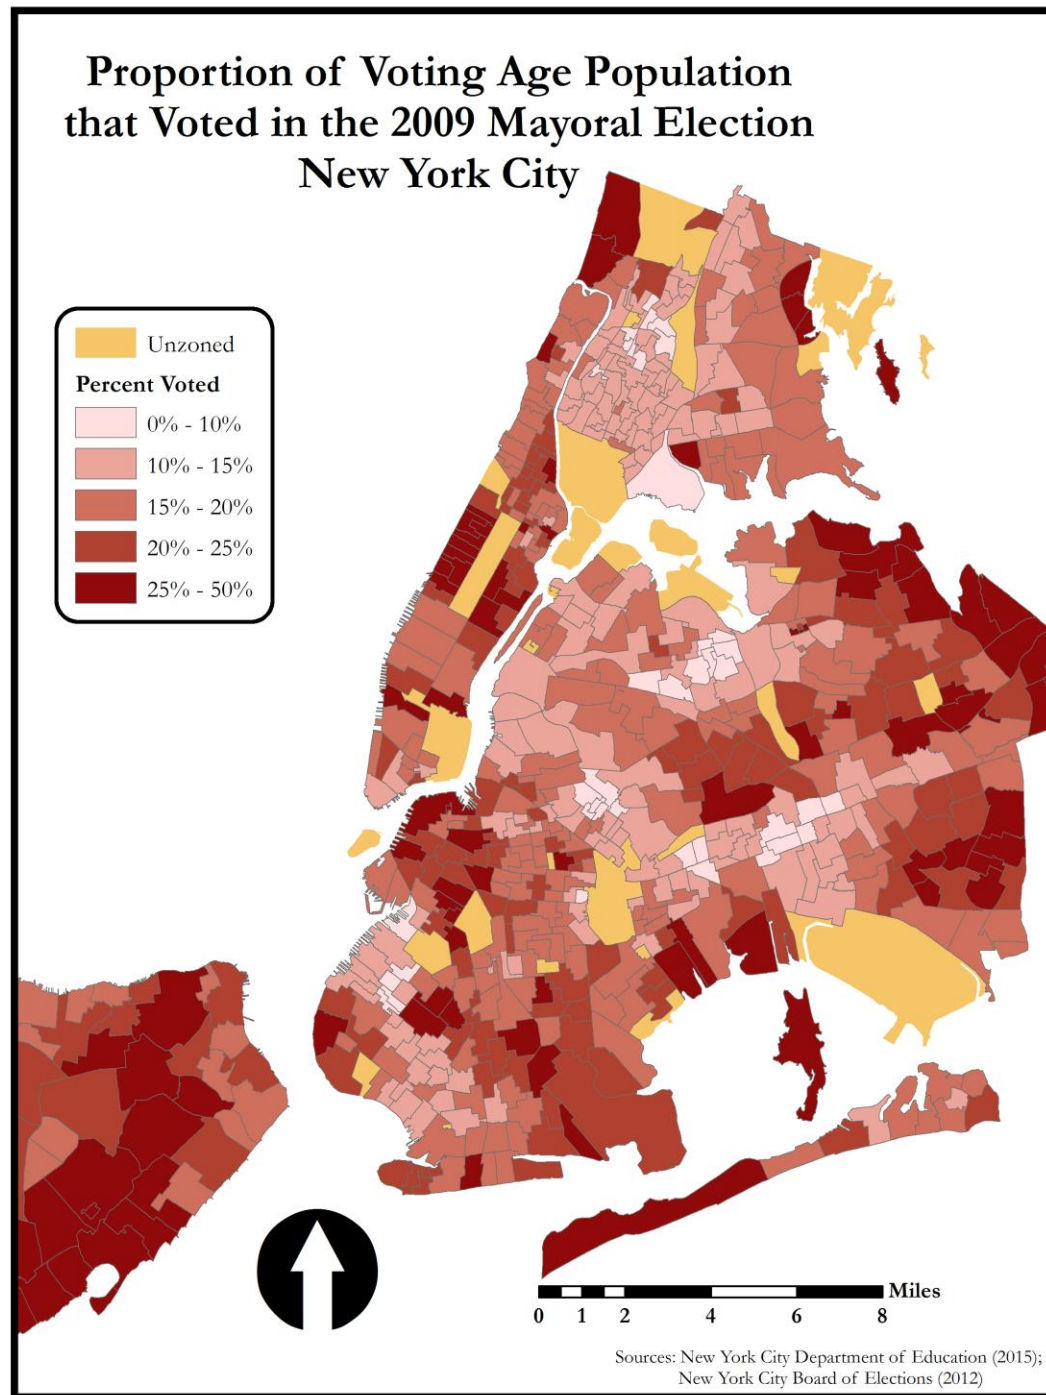 Proportion of Voting Age Population
that Voted in the 2009 Mayoral Election
New York City
Unzoned
Percent Voted
0% - 10%
10% - 15%
15% - 20%
20% - 25%
25% - 50%
Miles
0 1 2 4 6 8
Sources: New York City Department of Education (2015);
New York City Board of Elections (2012)